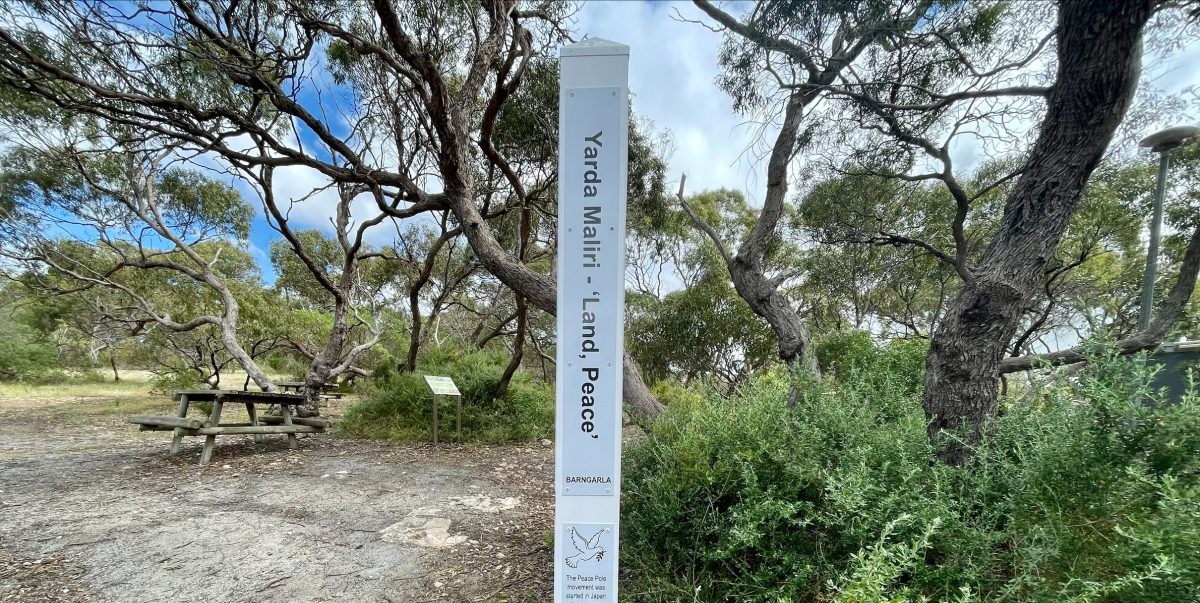 Yarda Maliri - ‘Land, Peace’
BARNGARLA
The Peace Pole
movement was
started in Japan